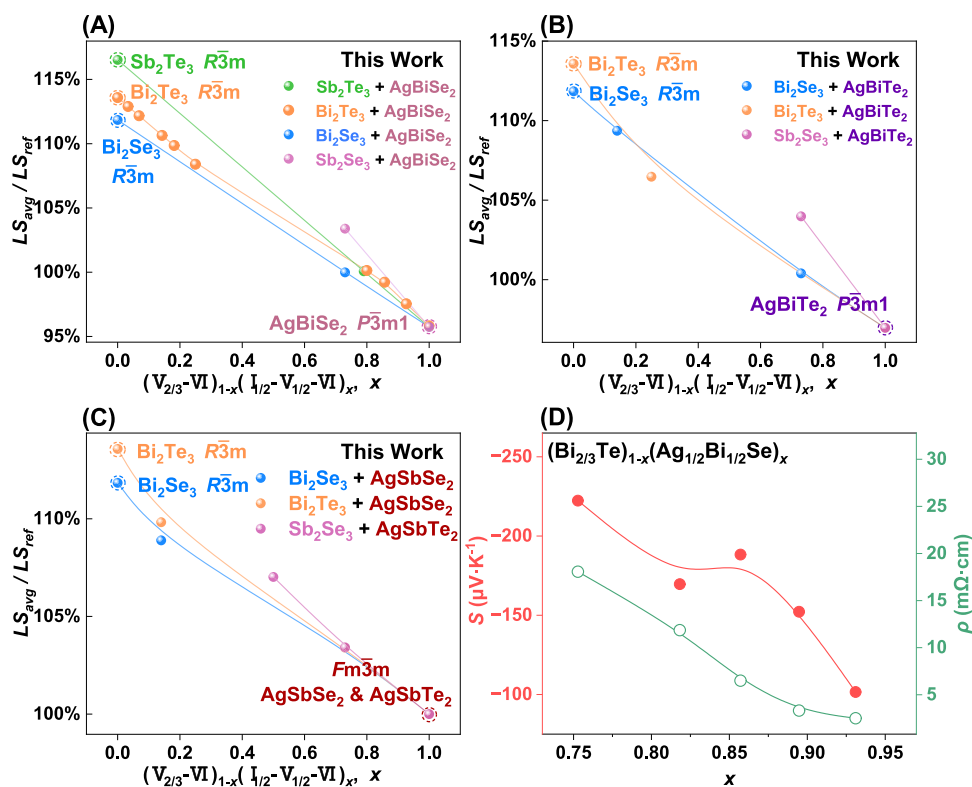 (A)
This Work
Sb₂Te₃ R3̄m
Sb₂Te₃ + AgBiSe₂
Bi₂Te₃ R3̄m
Bi₂Te₃ + AgBiSe₂
Bi₂Se₃ + AgBiSe₂
Sb₂Se₃ + AgBiSe₂
Bi₂Se₃
R3̄m
AgBiSe₂ P3̄m1
115%
110%
105%
100%
95%
LS_avg / LS_ref
0.0 0.2 0.4 0.6 0.8 1.0
(Ⅴ₂/₃-Ⅵ)₁₋ₓ(Ⅰ₁/₂-Ⅴ₁/₂-Ⅵ)ₓ, x
(B)
This Work
Bi₂Te₃ R3̄m
Bi₂Se₃ R3̄m
Bi₂Se₃ + AgBiTe₂
Bi₂Te₃ + AgBiTe₂
Sb₂Se₃ + AgBiTe₂
AgBiTe₂ P3̄m1
115%
110%
105%
100%
LS_avg / LS_ref
0.0 0.2 0.4 0.6 0.8 1.0
(Ⅴ₂/₃-Ⅵ)₁₋ₓ(Ⅰ₁/₂-Ⅴ₁/₂-Ⅵ)ₓ, x
(C)
This Work
Bi₂Te₃ R3̄m
Bi₂Se₃ R3̄m
Bi₂Se₃ + AgSbSe₂
Bi₂Te₃ + AgSbSe₂
Sb₂Se₃ + AgSbTe₂
Fm3̄m
AgSbSe₂ & AgSbTe₂
110%
105%
100%
LS_avg / LS_ref
0.0 0.2 0.4 0.6 0.8 1.0
(Ⅴ₂/₃-Ⅵ)₁₋ₓ(Ⅰ₁/₂-Ⅴ₁/₂-Ⅵ)ₓ, x
(D)
(Bi₂/₃Te)₁₋ₓ(Ag₁/₂Bi₁/₂Se)ₓ
−250
−200
−150
−100
S (μV·K⁻¹)
30
25
20
15
10
5
ρ (mΩ·cm)
0.75 0.80 0.85 0.90 0.95
x